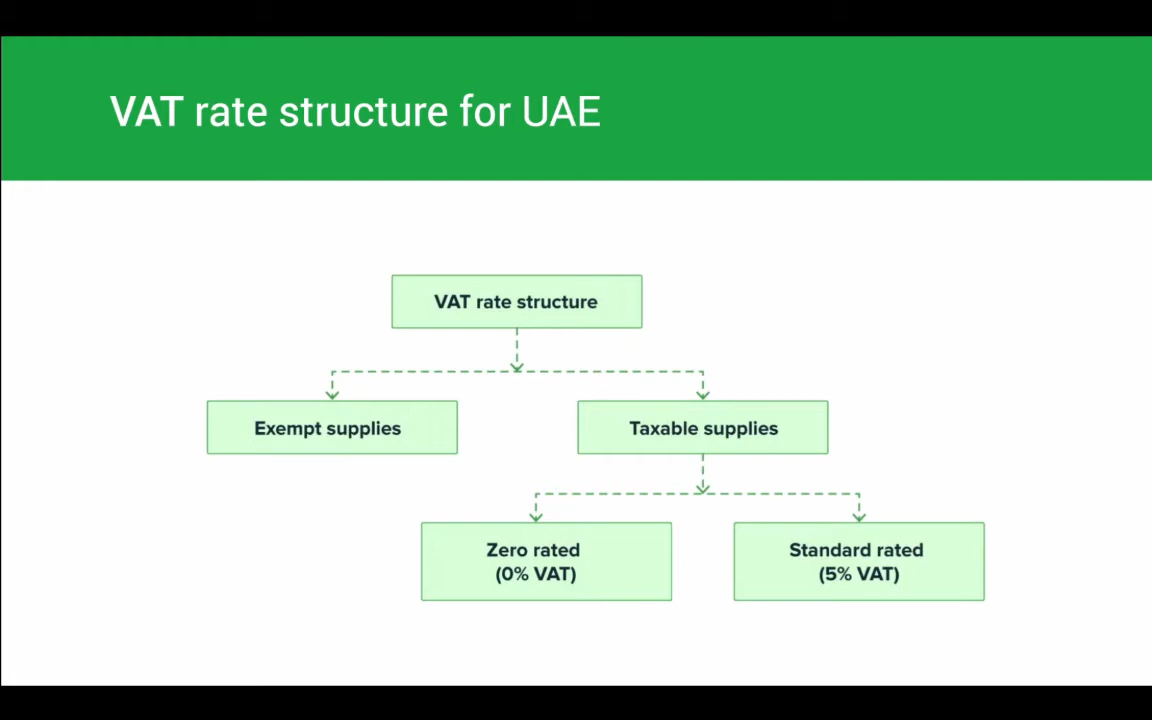 VAT rate structure for UAE
VAT rate structure
Exempt supplies
Taxable supplies
Zero rated
(0% VAT)
Standard rated
(5% VAT)